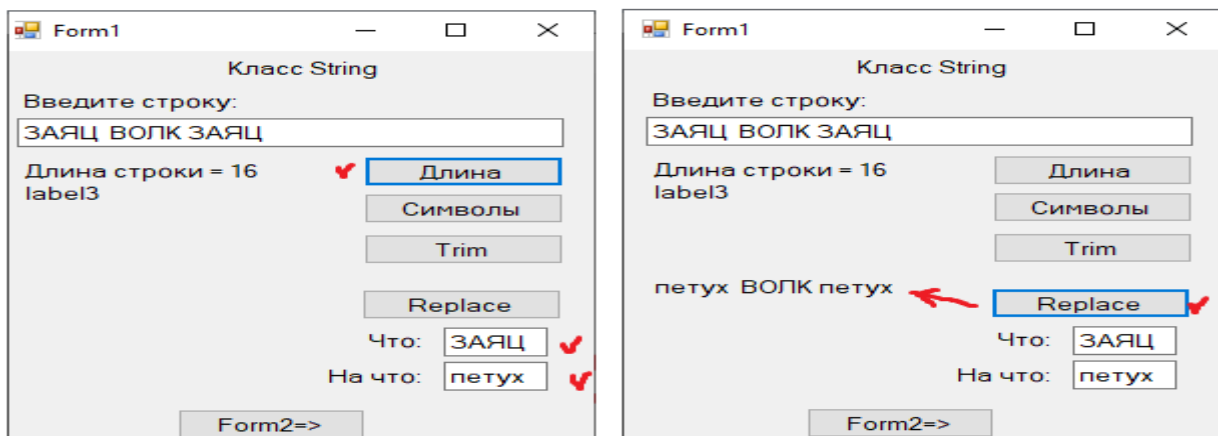 Form1
Класс String
Введите строку:
ЗАЯЦ  ВОЛК ЗАЯЦ
Длина строки = 16
Длина
label3
Символы
Trim
Replace
Что: ЗАЯЦ
На что: петух
Form2=>
Form1
Класс String
Введите строку:
ЗАЯЦ  ВОЛК ЗАЯЦ
Длина строки = 16
Длина
label3
Символы
Trim
петух  ВОЛК петух
Replace
Что: ЗАЯЦ
На что: петух
Form2=>